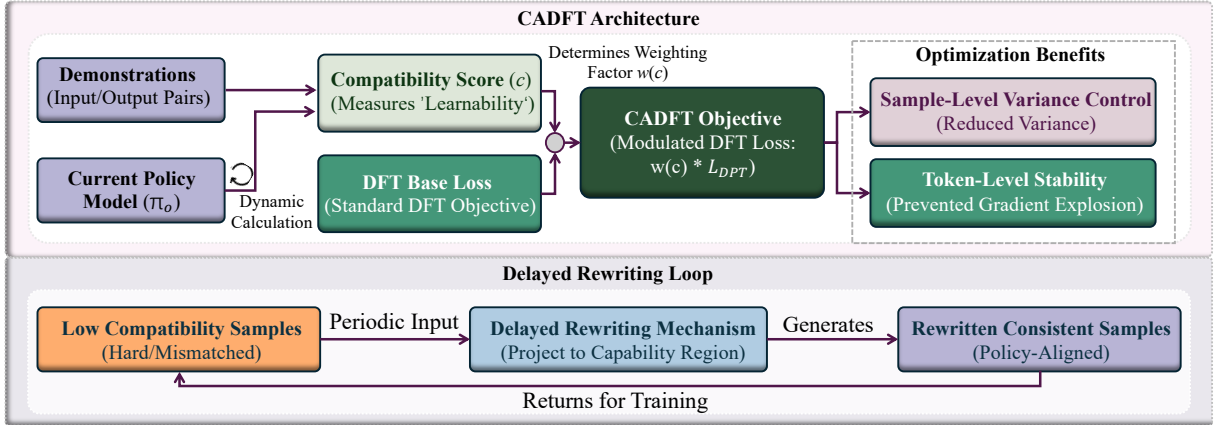 CADFT Architecture
Demonstrations
(Input/Output Pairs)
Current Policy
Model (π_o)
Dynamic
Calculation
Compatibility Score (c)
(Measures 'Learnability')
DFT Base Loss
(Standard DFT Objective)
Determines Weighting
Factor w(c)
CADFT Objective
(Modulated DFT Loss:
w(c) * L_DPT)
Optimization Benefits
Sample-Level Variance Control
(Reduced Variance)
Token-Level Stability
(Prevented Gradient Explosion)
Delayed Rewriting Loop
Low Compatibility Samples
(Hard/Mismatched)
Periodic Input
Delayed Rewriting Mechanism
(Project to Capability Region)
Generates
Rewritten Consistent Samples
(Policy-Aligned)
Returns for Training